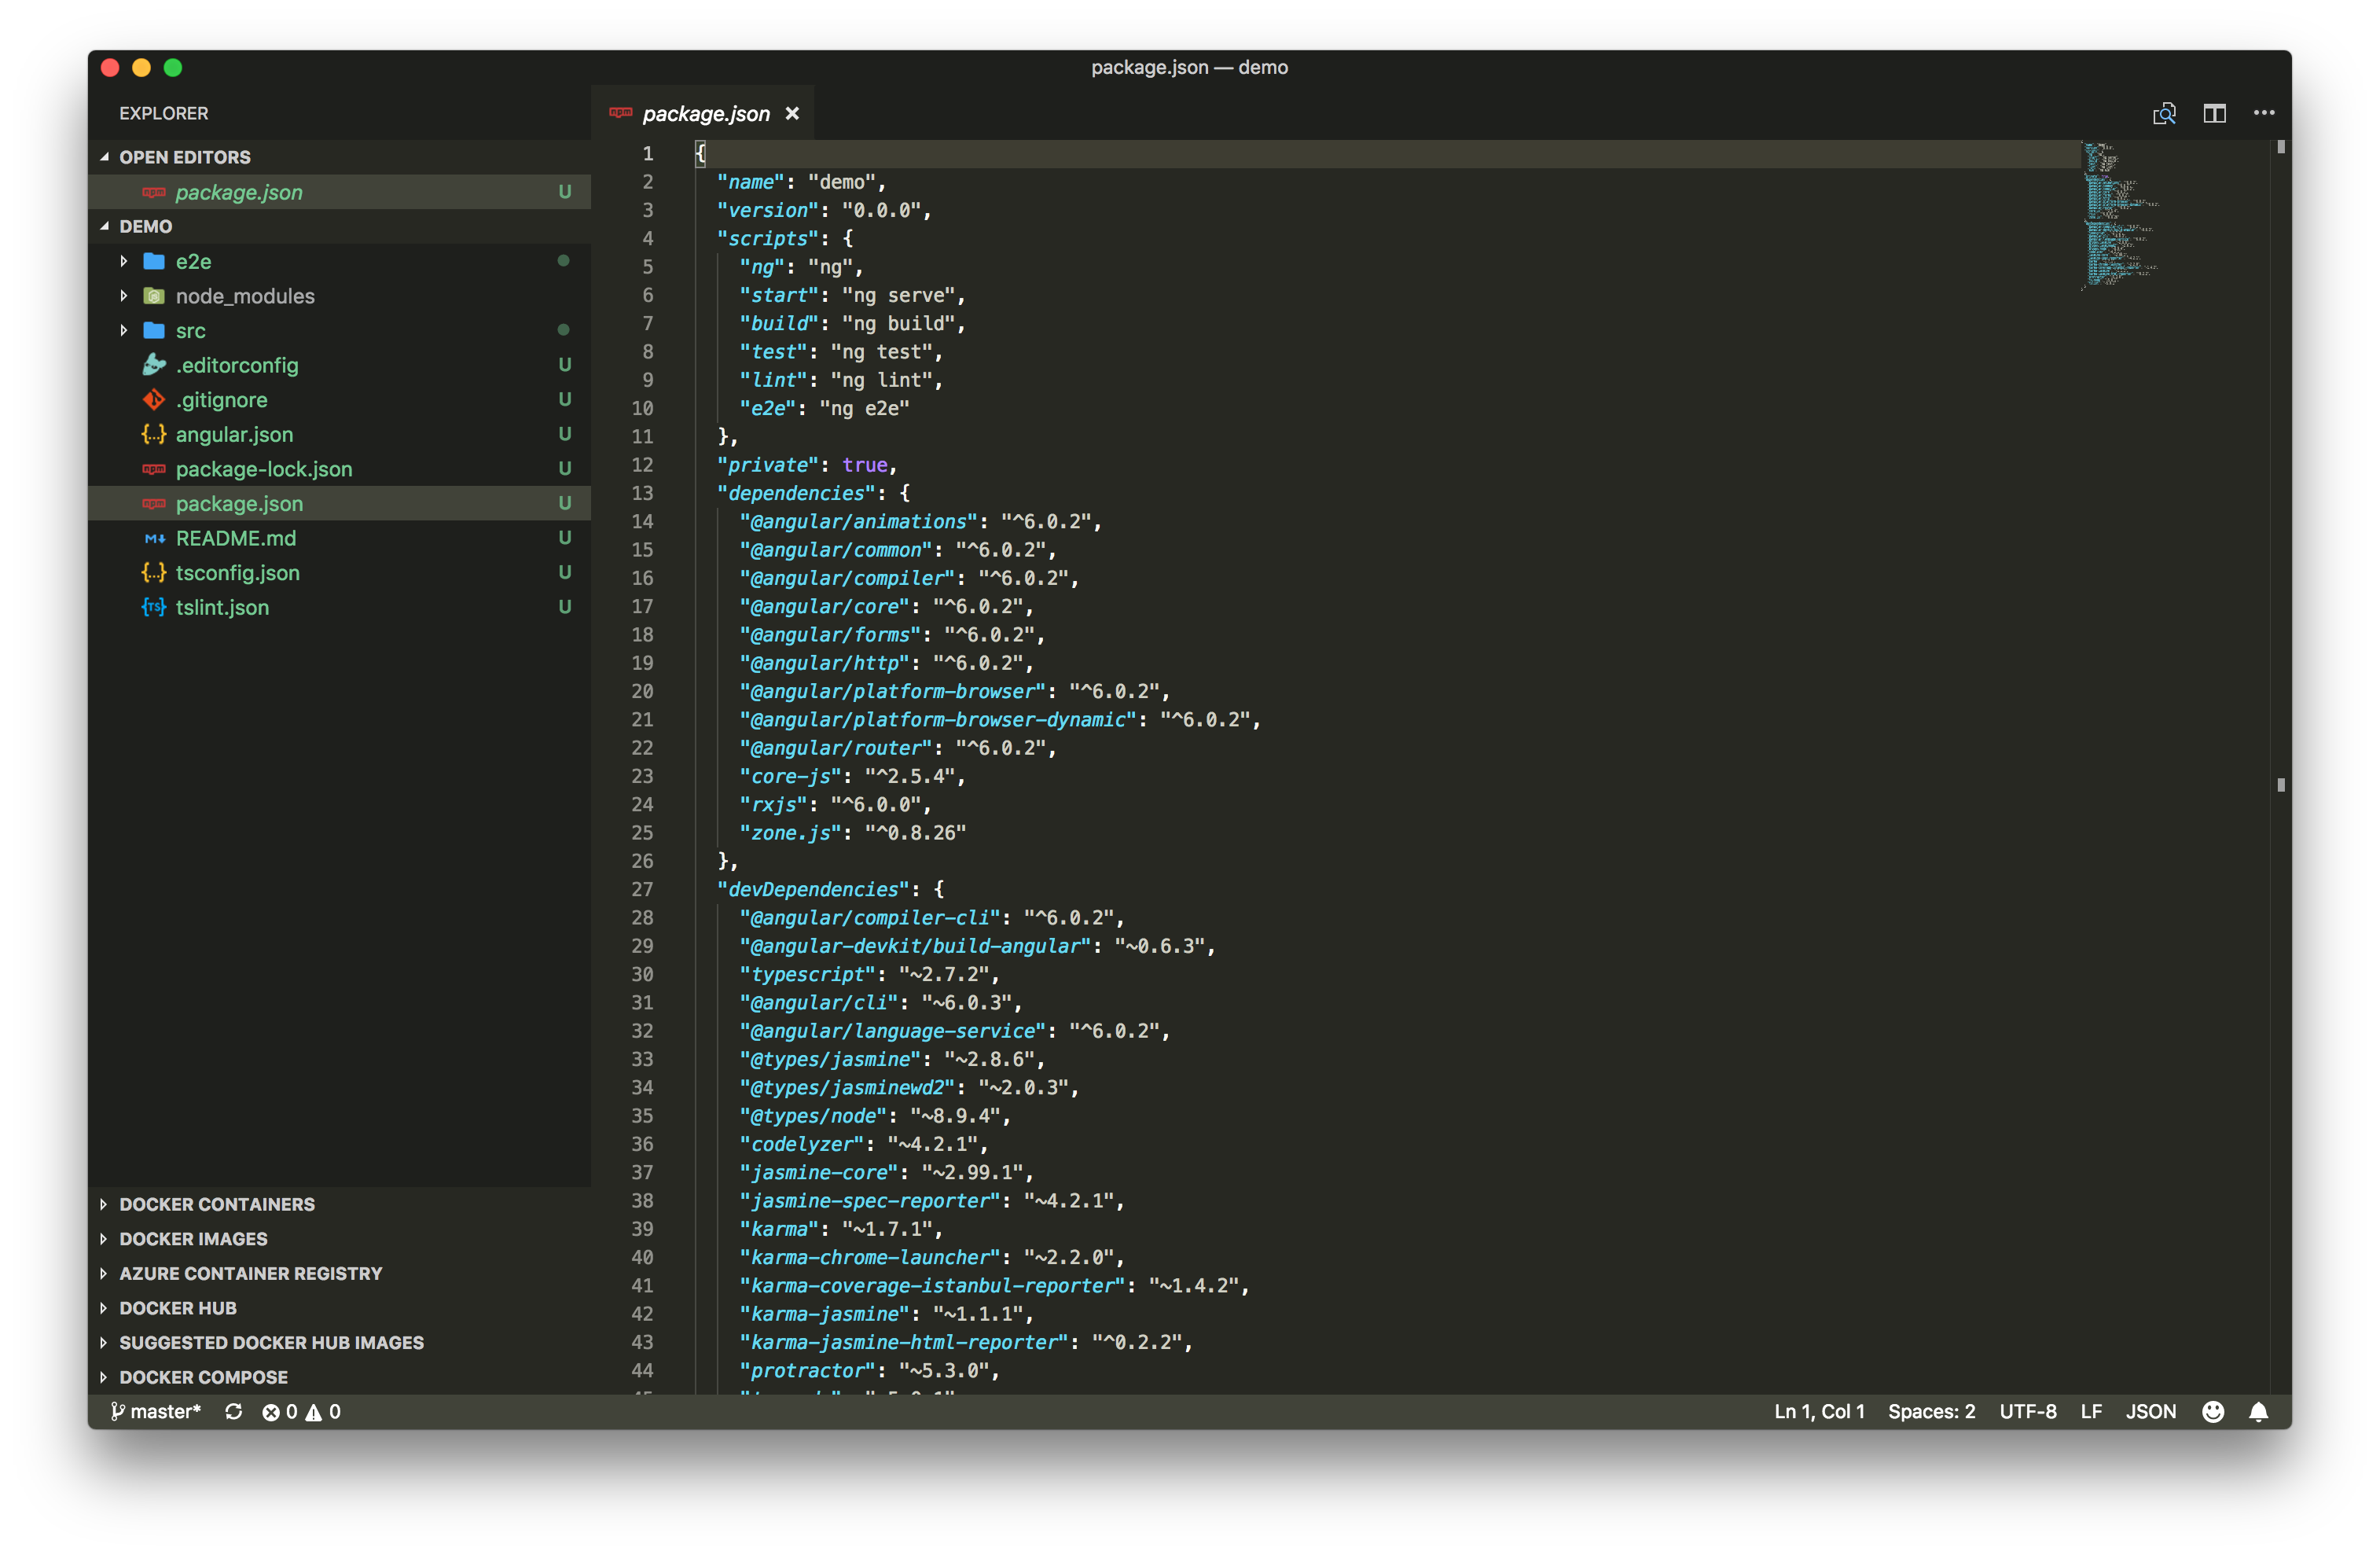 package.json — demo
EXPLORER
OPEN EDITORS
package.json U
DEMO
e2e
node_modules
src
.editorconfig U
.gitignore U
angular.json U
package-lock.json U
package.json U
README.md U
tsconfig.json U
tslint.json U
DOCKER CONTAINERS
DOCKER IMAGES
AZURE CONTAINER REGISTRY
DOCKER HUB
SUGGESTED DOCKER HUB IMAGES
DOCKER COMPOSE
package.json
1 {
2 "name": "demo",
3 "version": "0.0.0",
4 "scripts": {
5 "ng": "ng",
6 "start": "ng serve",
7 "build": "ng build",
8 "test": "ng test",
9 "lint": "ng lint",
10 "e2e": "ng e2e"
11 },
12 "private": true,
13 "dependencies": {
14 "@angular/animations": "^6.0.2",
15 "@angular/common": "^6.0.2",
16 "@angular/compiler": "^6.0.2",
17 "@angular/core": "^6.0.2",
18 "@angular/forms": "^6.0.2",
19 "@angular/http": "^6.0.2",
20 "@angular/platform-browser": "^6.0.2",
21 "@angular/platform-browser-dynamic": "^6.0.2",
22 "@angular/router": "^6.0.2",
23 "core-js": "^2.5.4",
24 "rxjs": "^6.0.0",
25 "zone.js": "^0.8.26"
26 },
27 "devDependencies": {
28 "@angular/compiler-cli": "^6.0.2",
29 "@angular-devkit/build-angular": "~0.6.3",
30 "typescript": "~2.7.2",
31 "@angular/cli": "~6.0.3",
32 "@angular/language-service": "^6.0.2",
33 "@types/jasmine": "~2.8.6",
34 "@types/jasminewd2": "~2.0.3",
35 "@types/node": "~8.9.4",
36 "codelyzer": "~4.2.1",
37 "jasmine-core": "~2.99.1",
38 "jasmine-spec-reporter": "~4.2.1",
39 "karma": "~1.7.1",
40 "karma-chrome-launcher": "~2.2.0",
41 "karma-coverage-istanbul-reporter": "~1.4.2",
42 "karma-jasmine": "~1.1.1",
43 "karma-jasmine-html-reporter": "^0.2.2",
44 "protractor": "~5.3.0",
master* 0 0
Ln 1, Col 1 Spaces: 2 UTF-8 LF JSON